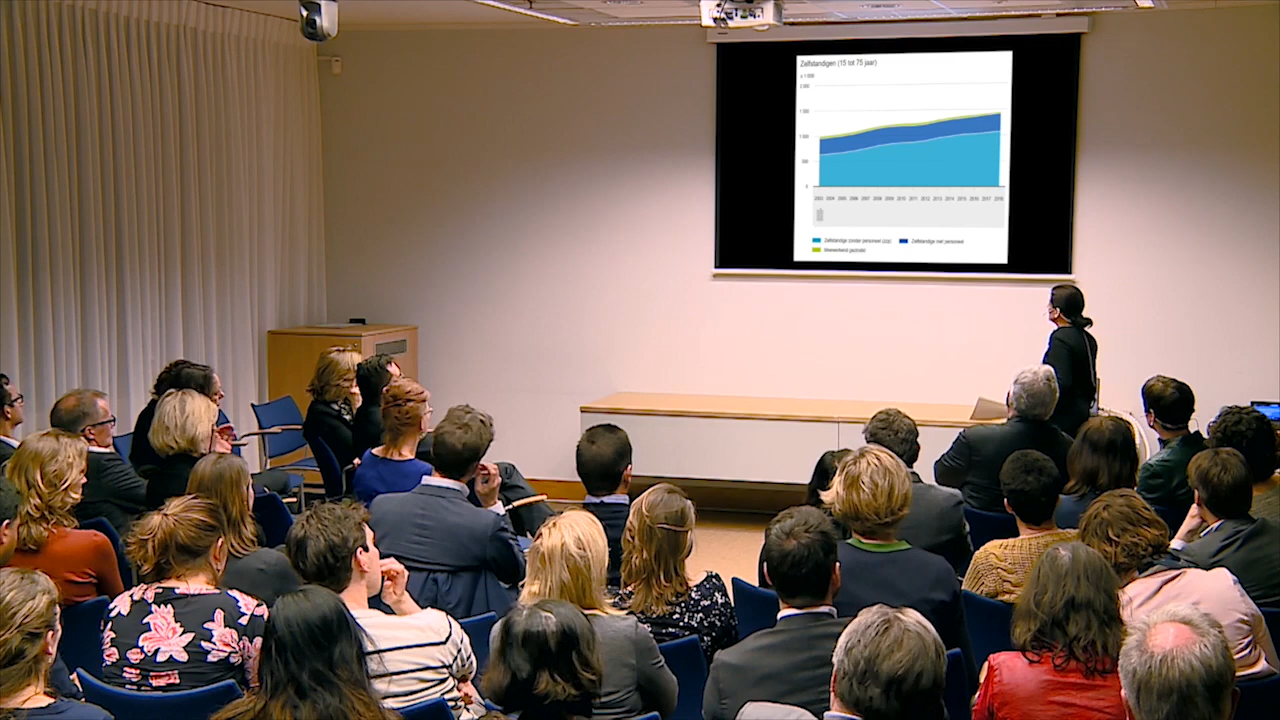 Zelfstandigen (15 tot 75 jaar)
x 1 000
2 000
1 500
1 000
500
0
2003 2004 2005 2006 2007 2008 2009 2010 2011 2012 2013 2014 2015 2016 2017 2018
Zelfstandige zonder personeel (zzp) Zelfstandige met personeel
Meewerkend gezinslid